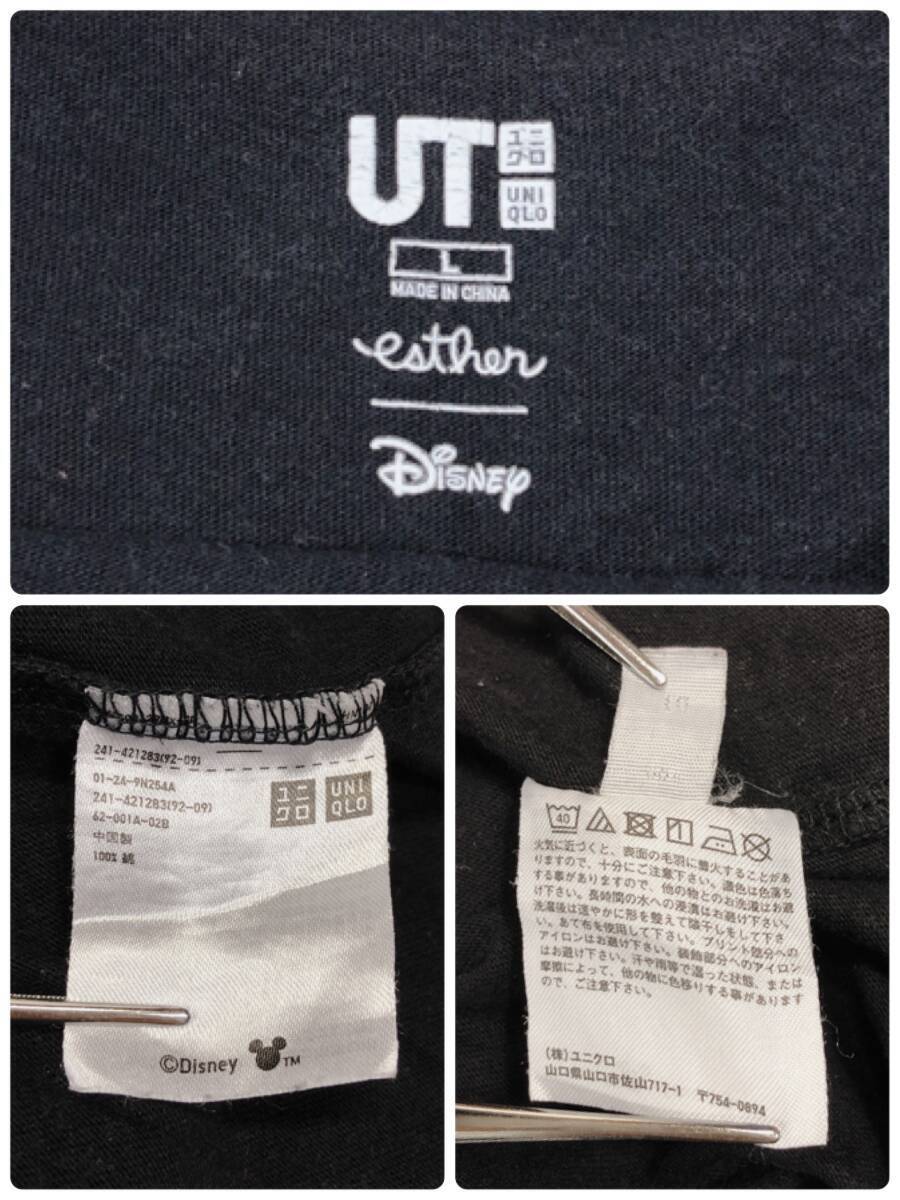 UT
ユニ
クロ
UNI
QLO
L
MADE IN CHINA
esther
DISNEY
241-421283(92-09)
01-24-9N254A
241-421283(92-09)
62-001A-02B
中国製
100% 綿
ユニ
クロ
UNI
QLO
©Disney TM
40
火気に近づくと、表面の毛羽に着火することがあ
りますので、十分にご注意下さい。濃色は色落ち
する事がありますので、他の物とのお洗濯はお避
け下さい。長時間の水への浸漬はお避け下さい。
洗濯後は速やかに形を整えて陰干しをして下さ
い。あて布を使用して下さい。プリント部分への
アイロンはお避け下さい。装飾部分へのアイロン
はお避け下さい。汗や雨等で湿った状態、または
摩擦によって、他の物に色移りする事があります
ので、ご注意下さい。
(株)ユニクロ
山口県山口市佐山717-1 〒754-0894